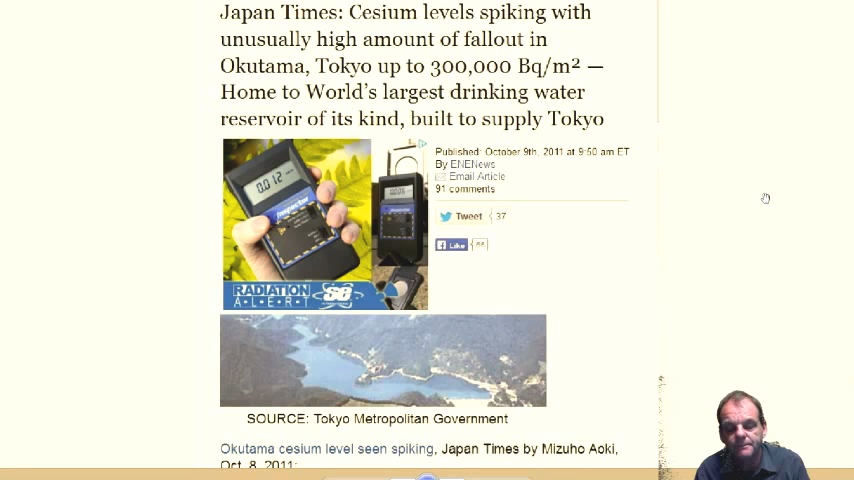 Japan Times: Cesium levels spiking with
unusually high amount of fallout in
Okutama, Tokyo up to 300,000 Bq/m² —
Home to World's largest drinking water
reservoir of its kind, built to supply Tokyo
Published: October 9th, 2011 at 9:50 am ET
By ENENews
Email Article
91 comments
Tweet 37
Like
0.012
Inspector
RADIATION
A·L·E·R·T
se
SOURCE: Tokyo Metropolitan Government
Okutama cesium level seen spiking, Japan Times by Mizuho Aoki,
Oct. 8, 2011: